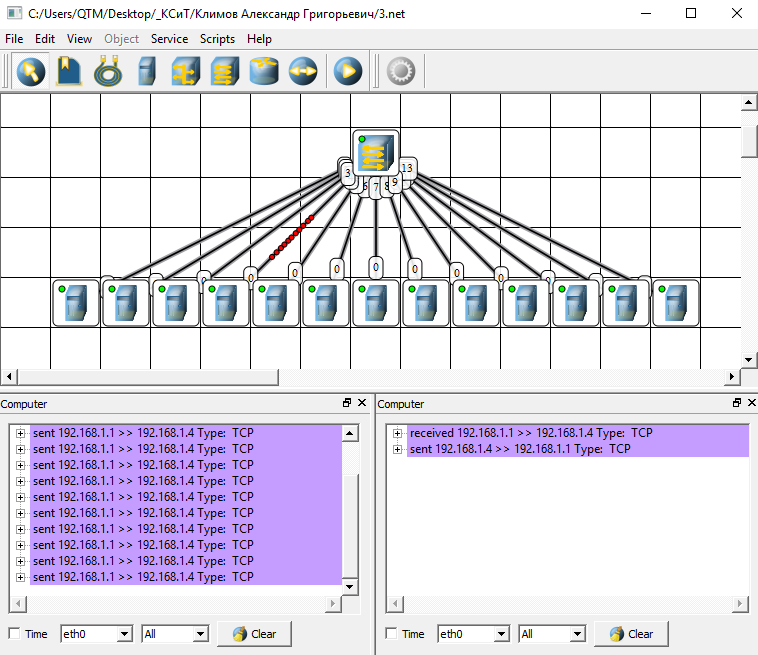 C:/Users/QTM/Desktop/_КСиТ/Климов Александр Григорьевич/3.net
File Edit View Object Service Scripts Help
3 6 7 8 9 13
0 0 0 0 0 0 0
Computer
sent 192.168.1.1 >> 192.168.1.4 Type: TCP
sent 192.168.1.1 >> 192.168.1.4 Type: TCP
sent 192.168.1.1 >> 192.168.1.4 Type: TCP
sent 192.168.1.1 >> 192.168.1.4 Type: TCP
sent 192.168.1.1 >> 192.168.1.4 Type: TCP
sent 192.168.1.1 >> 192.168.1.4 Type: TCP
sent 192.168.1.1 >> 192.168.1.4 Type: TCP
sent 192.168.1.1 >> 192.168.1.4 Type: TCP
sent 192.168.1.1 >> 192.168.1.4 Type: TCP
sent 192.168.1.1 >> 192.168.1.4 Type: TCP
Time eth0 All Clear
Computer
received 192.168.1.1 >> 192.168.1.4 Type: TCP
sent 192.168.1.4 >> 192.168.1.1 Type: TCP
Time eth0 All Clear